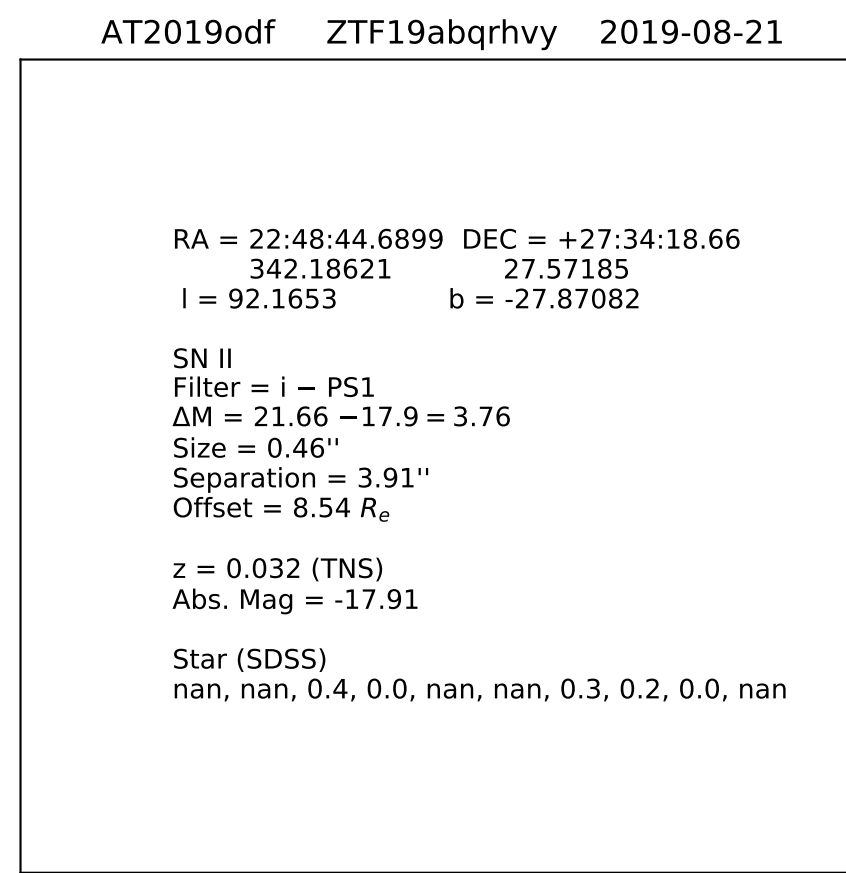 AT2019odf ZTF19abqrhvy 2019-08-21
RA = 22:48:44.6899 DEC = +27:34:18.66
342.18621 27.57185
l = 92.1653 b = -27.87082
SN II
Filter = i − PS1
ΔM = 21.66 −17.9 = 3.76
Size = 0.46''
Separation = 3.91''
Offset = 8.54 Re
z = 0.032 (TNS)
Abs. Mag = -17.91
Star (SDSS)
nan, nan, 0.4, 0.0, nan, nan, 0.3, 0.2, 0.0, nan